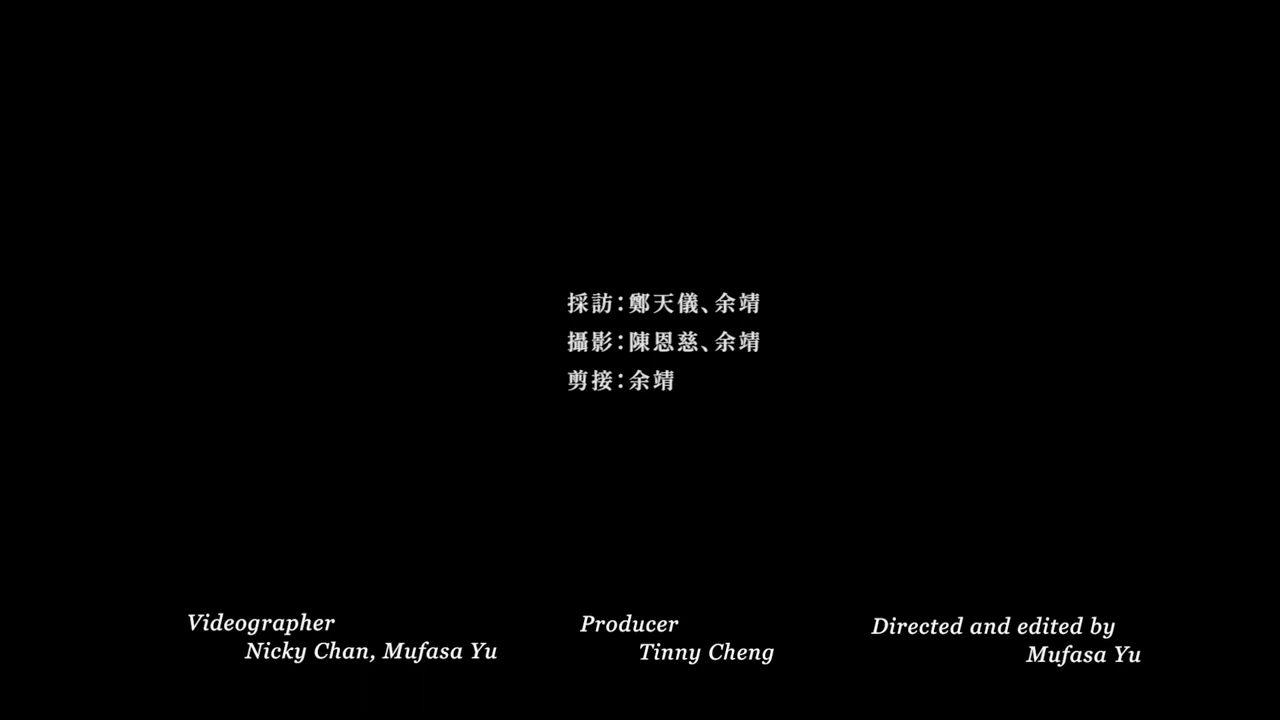 採訪：鄭天儀、余靖
攝影：陳恩慈、余靖
剪接：余靖
Videographer
Nicky Chan, Mufasa Yu
Producer
Tinny Cheng
Directed and edited by
Mufasa Yu